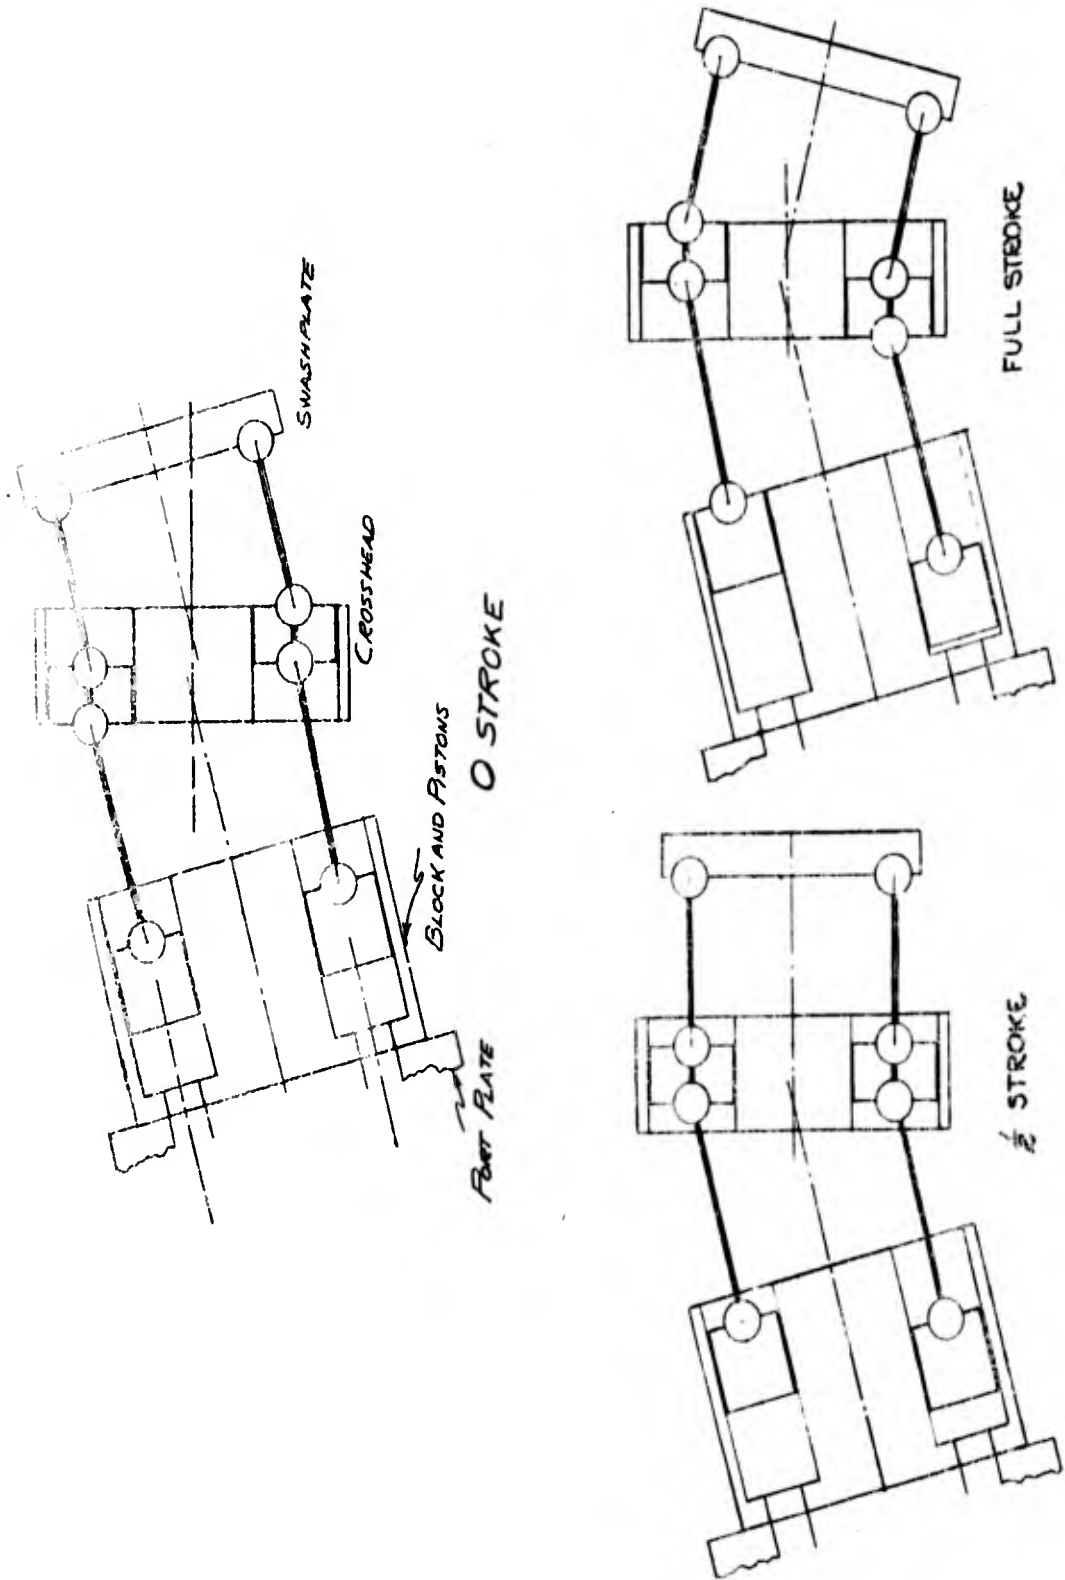 SWASHPLATE
CROSSHEAD
BLOCK AND PISTONS
PORT PLATE
O STROKE
1/2 STROKE
FULL STROKE